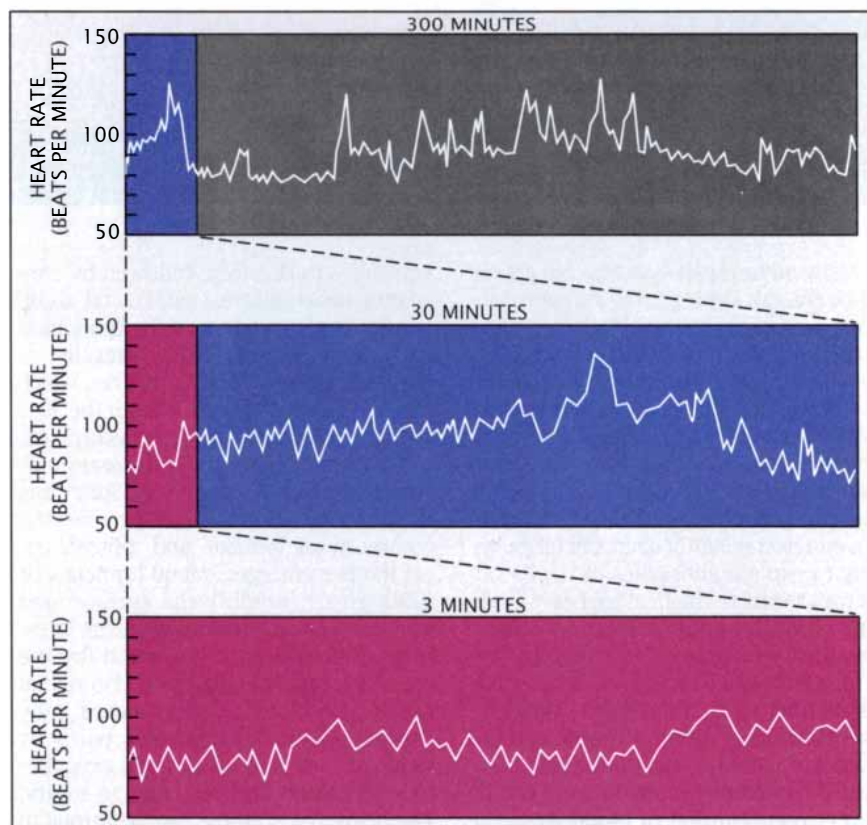 300 MINUTES
150
100
50
HEART RATE
(BEATS PER MINUTE)
30 MINUTES
150
100
50
HEART RATE
(BEATS PER MINUTE)
3 MINUTES
150
100
50
HEART RATE
(BEATS PER MINUTE)